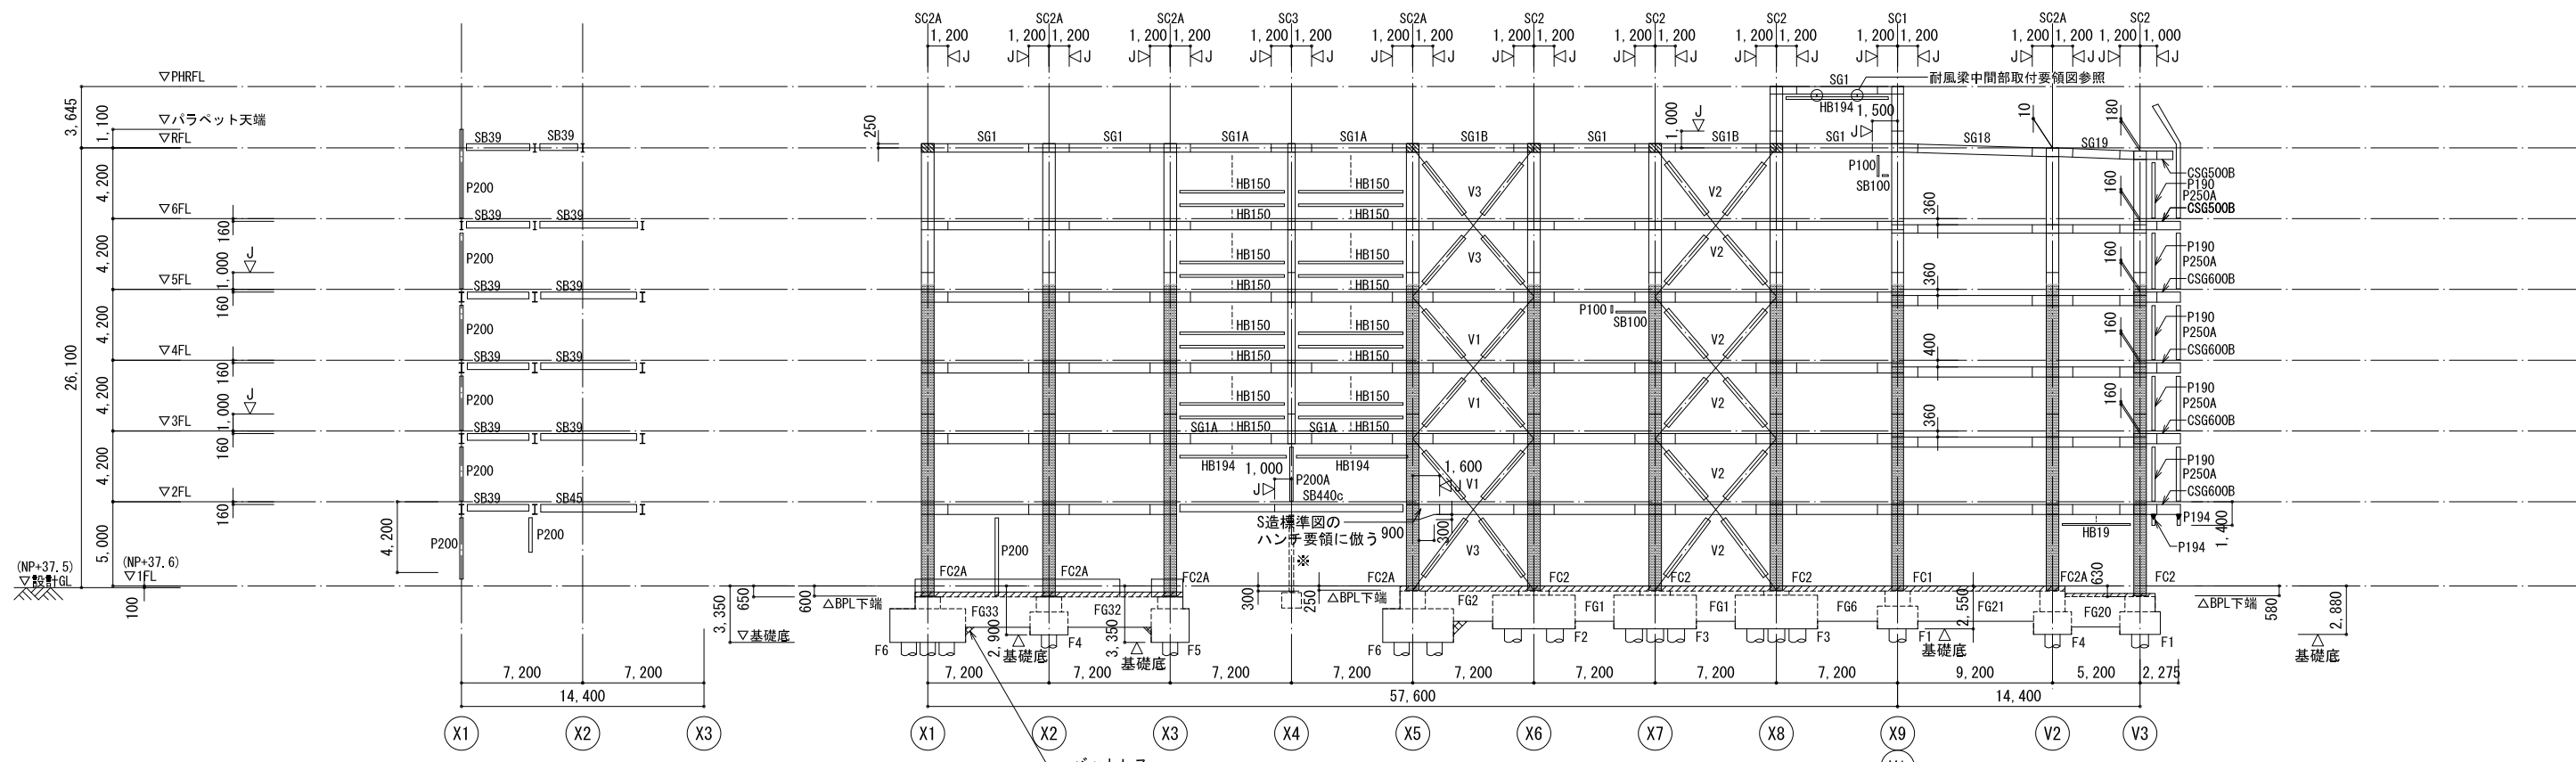 SC2A SC2A SC2A SC3 SC2A SC2 SC2 SC2 SC1 SC2A SC2
1,200 1,200 1,200 1,200 1,200 1,200 1,200 1,200 1,200 1,200 1,200 1,200 1,200 1,200 1,200 1,200 1,200 1,200 1,200 1,200 1,000
J J J J J J J J J J J J J J J J J J J J J
▽PHRFL
SG1
耐風梁中間部取付要領図参照
HB194
3,645
1,100
▽パラペット天端
▽RFL
SB39 SB39
250
SG1 SG1 SG1A SG1A SG1B SG1
1,000
J
SG1B SG1
1,500
J
SG18
10
SG19
180
26,100
4,200
P200
HB150 HB150
V3 V2
P100
SB100
160
CSG500B
P190
P250A
CSG500B
▽6FL
160
SB39 SB39
HB150 HB150
360
4,200
1,000
J
P200
HB150 HB150
V3 V2
160
P190
P250A
CSG600B
▽5FL
160
SB39 SB39
HB150 HB150
360
4,200
P200
HB150 HB150
V1
P100
SB100
V2
160
P190
P250A
CSG600B
▽4FL
160
SB39 SB39
HB150 HB150
400
4,200
1,000
J
P200
HB150 HB150
V1 V2
160
P190
P250A
CSG600B
▽3FL
160
SB39 SB39
SG1A HB150 SG1A HB150
360
4,200
P200
HB194 HB194
1,000
J
P200A
SB440c
1,600
J
V1
V2
P190
P250A
CSG600B
▽2FL
160
SB39 SB45
5,000
4,200
P200 P200
P200
S造標準図の
ハンチ要領に倣う
※
900
300
V3 V2
HB19
P194
P194
1,400
(NP+37.5)
▽設計GL
(NP+37.6)
▽1FL
100
3,350
650
600
△BPL下端
▽基礎底
FC2A FC2A FC2A
300
250
△BPL下端
FC2A FC2 FC2 FC2 FC1 FC2A
630
FC2
△BPL下端
580
2,880
△
基礎底
FG33 FG32 FG2 FG1 FG1 FG6 FG21 FG20
2,900
△
基礎底
3,350
△
基礎底
2,550
△
基礎底
F6 F4 F5 F6 F2 F3 F3 F1 F4 F1
7,200 7,200 7,200 7,200 7,200 7,200 7,200 7,200 7,200 7,200 9,200 5,200 2,275
14,400 57,600 14,400
X1 X2 X3 X1 X2 X3 X4 X5 X6 X7 X8 X9 V2 V3